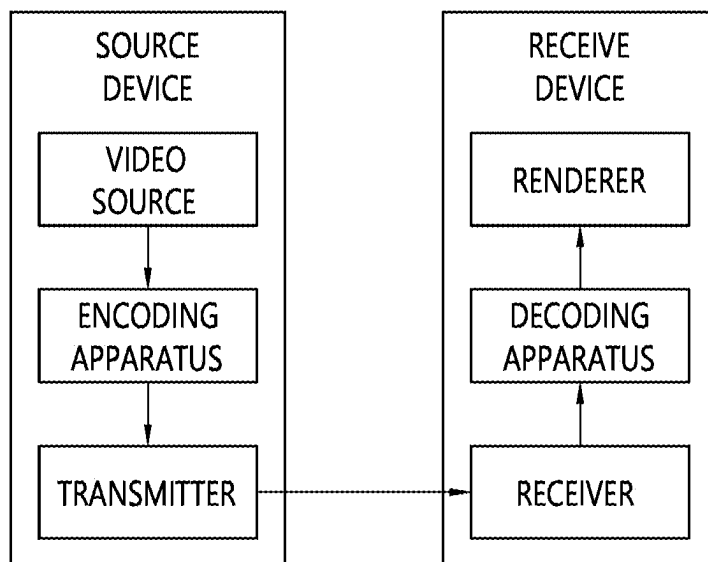 SOURCE
DEVICE
VIDEO
SOURCE
ENCODING
APPARATUS
TRANSMITTER
RECEIVE
DEVICE
RENDERER
DECODING
APPARATUS
RECEIVER